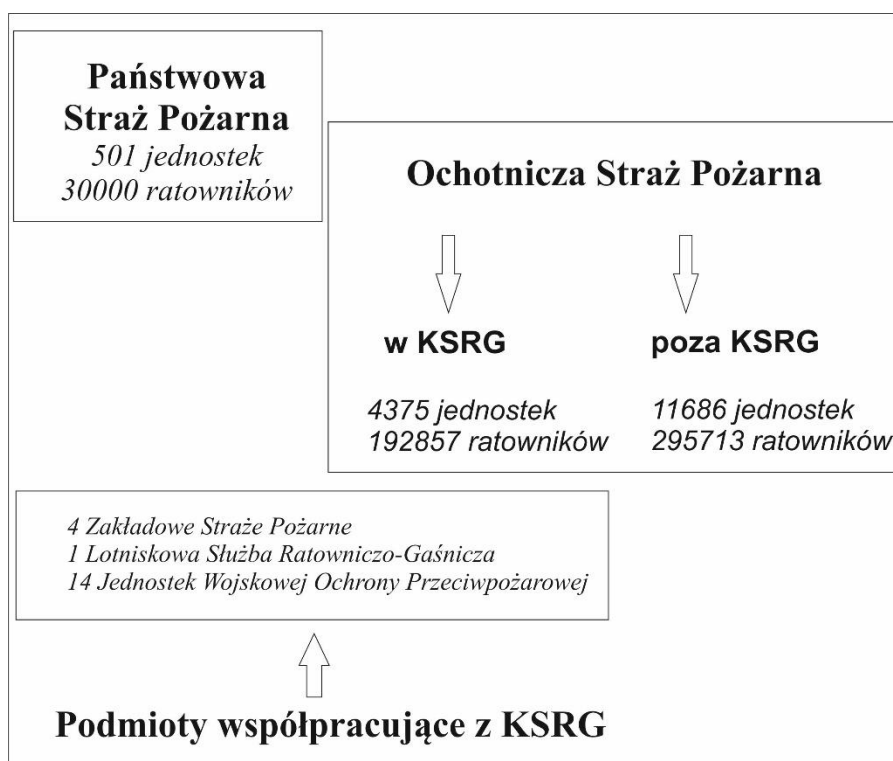 Państwowa
Straż Pożarna
501 jednostek
30000 ratowników
Ochotnicza Straż Pożarna
w KSRG
4375 jednostek
192857 ratowników
poza KSRG
11686 jednostek
295713 ratowników
4 Zakładowe Straże Pożarne
1 Lotniskowa Służba Ratowniczo-Gaśnicza
14 Jednostek Wojskowej Ochrony Przeciwpożarowej
Podmioty współpracujące z KSRG